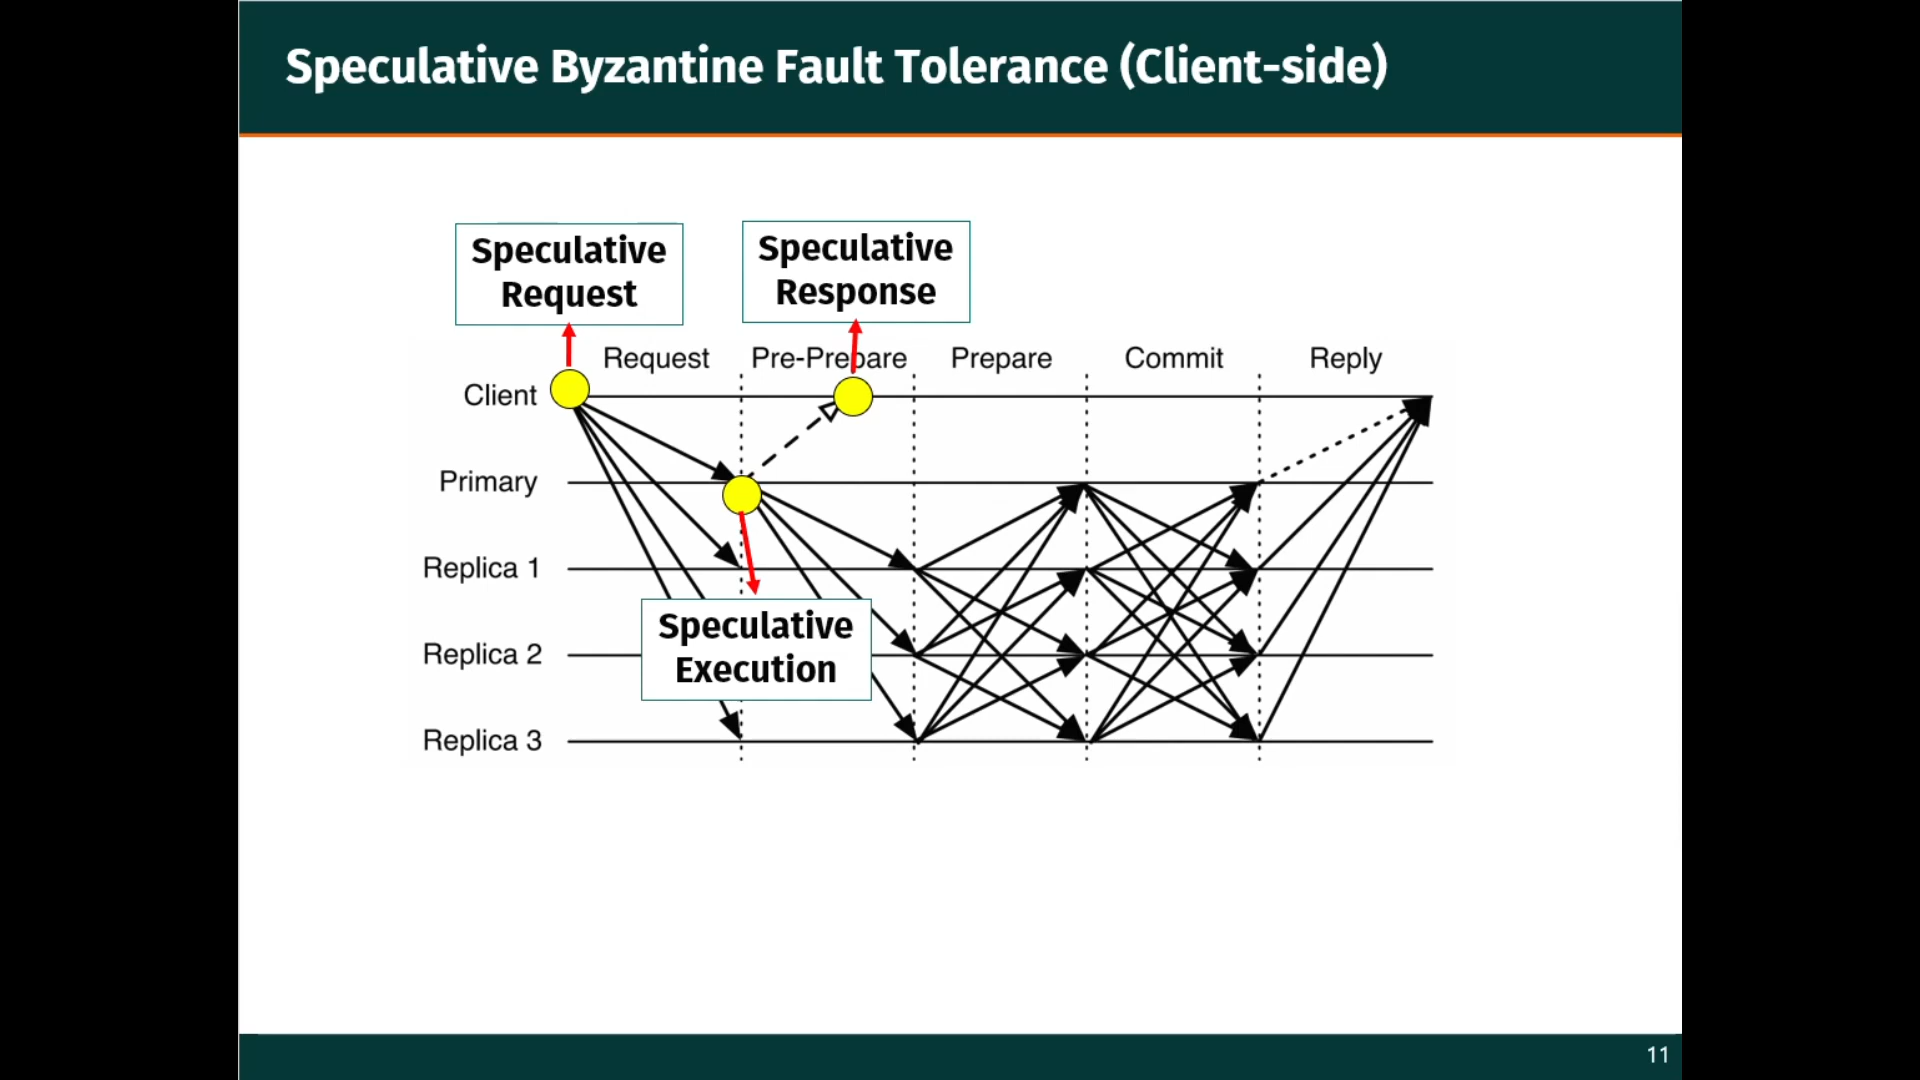 Speculative Byzantine Fault Tolerance (Client-side)
Speculative
Request
Speculative
Response
Request
Pre-Prepare
Prepare
Commit
Reply
Client
Primary
Replica 1
Speculative
Execution
Replica 2
Replica 3
11